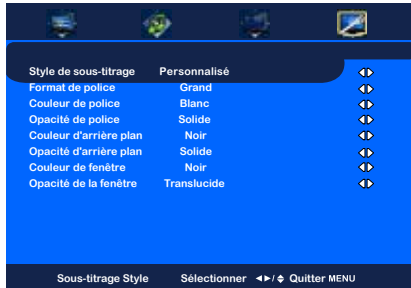 Style de sous-titrage Personnalisé
Format de police Grand
Couleur de police Blanc
Opacité de police Solide
Couleur d'arrière plan Noir
Opacité d'arrière plan Solide
Couleur de fenêtre Noir
Opacité de la fenêtre Translucide
Sous-titrage Style Sélectionner ◄►/ ♦ Quitter MENU